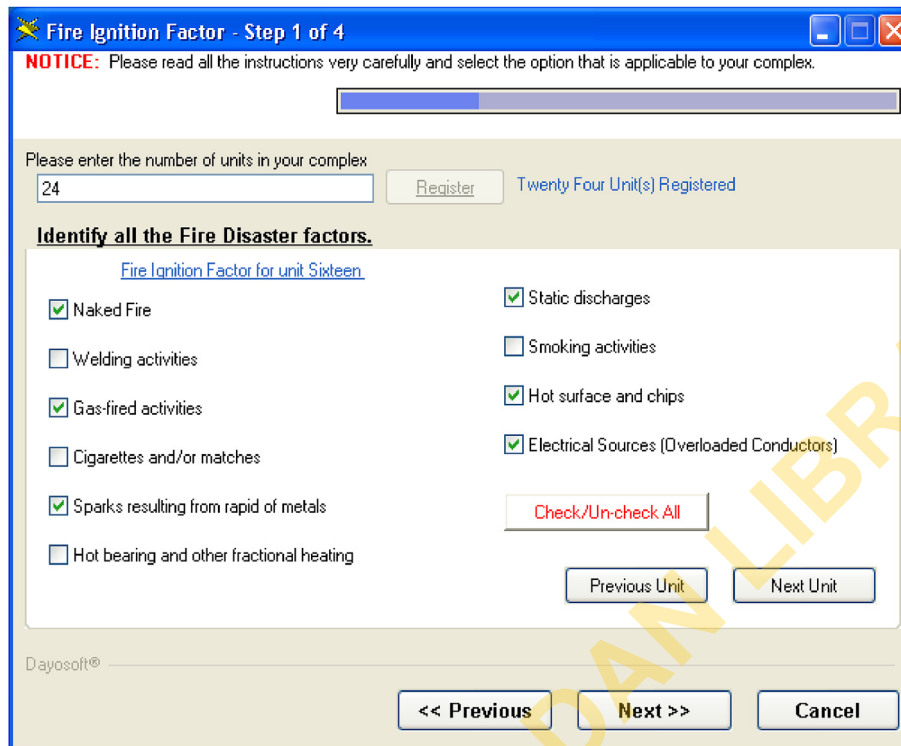 Fire Ignition Factor - Step 1 of 4
NOTICE: Please read all the instructions very carefully and select the option that is applicable to your complex.
Please enter the number of units in your complex
24
Register
Twenty Four Unit(s) Registered
Identify all the Fire Disaster factors.
Fire Ignition Factor for unit Sixteen
Naked Fire
Welding activities
Gas-fired activities
Cigarettes and/or matches
Sparks resulting from rapid of metals
Hot bearing and other fractional heating
Static discharges
Smoking activities
Hot surface and chips
Electrical Sources (Overloaded Conductors)
Check/Un-check All
Previous Unit
Next Unit
Dayosoft®
<< Previous
Next >>
Cancel
DAN LIBRA